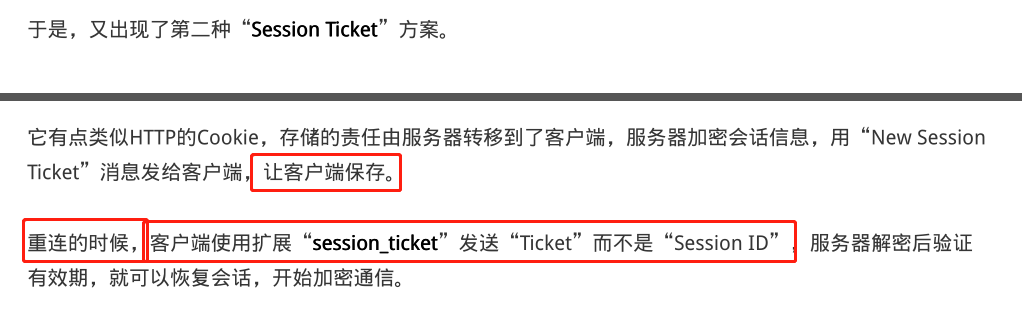 于是，又出现了第二种“Session Ticket”方案。
它有点类似HTTP的Cookie，存储的责任由服务器转移到了客户端，服务器加密会话信息，用“New Session
Ticket”消息发给客户端，让客户端保存。
重连的时候，客户端使用扩展“session_ticket”发送“Ticket”而不是“Session ID”，服务器解密后验证
有效期，就可以恢复会话，开始加密通信。